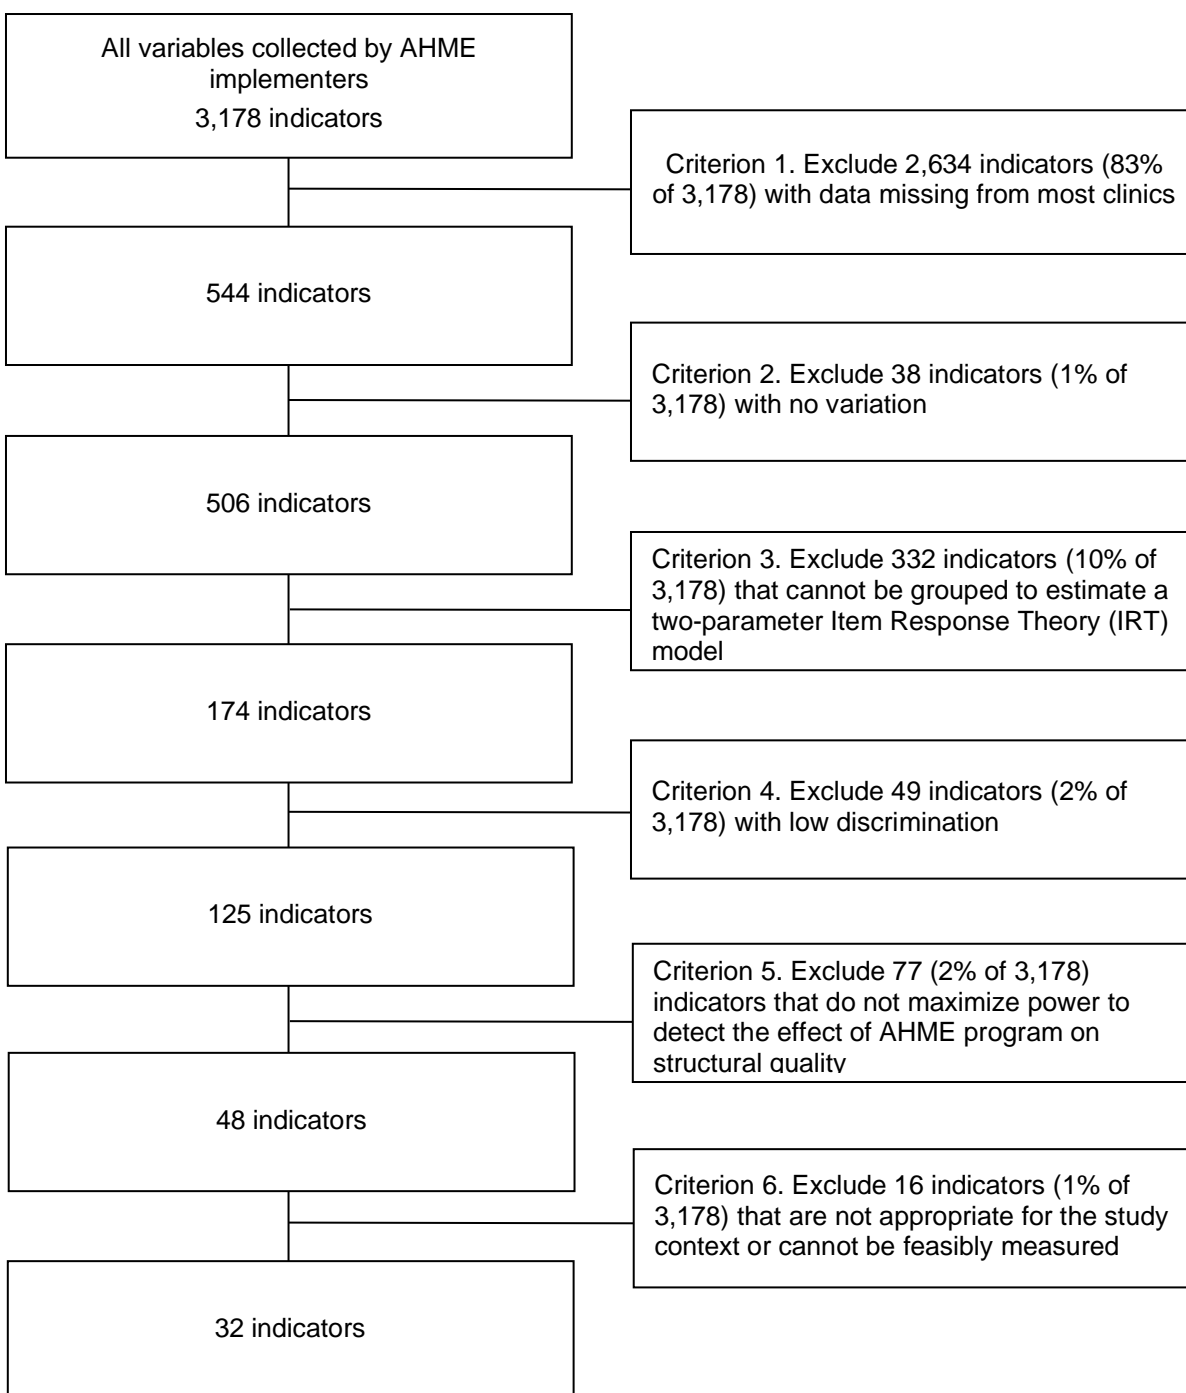 All variables collected by AHME
implementers
3,178 indicators
Criterion 1. Exclude 2,634 indicators (83%
of 3,178) with data missing from most clinics
544 indicators
Criterion 2. Exclude 38 indicators (1% of
3,178) with no variation
506 indicators
Criterion 3. Exclude 332 indicators (10% of
3,178) that cannot be grouped to estimate a
two-parameter Item Response Theory (IRT)
model
174 indicators
Criterion 4. Exclude 49 indicators (2% of
3,178) with low discrimination
125 indicators
Criterion 5. Exclude 77 (2% of 3,178)
indicators that do not maximize power to
detect the effect of AHME program on
structural quality
48 indicators
Criterion 6. Exclude 16 indicators (1% of
3,178) that are not appropriate for the study
context or cannot be feasibly measured
32 indicators